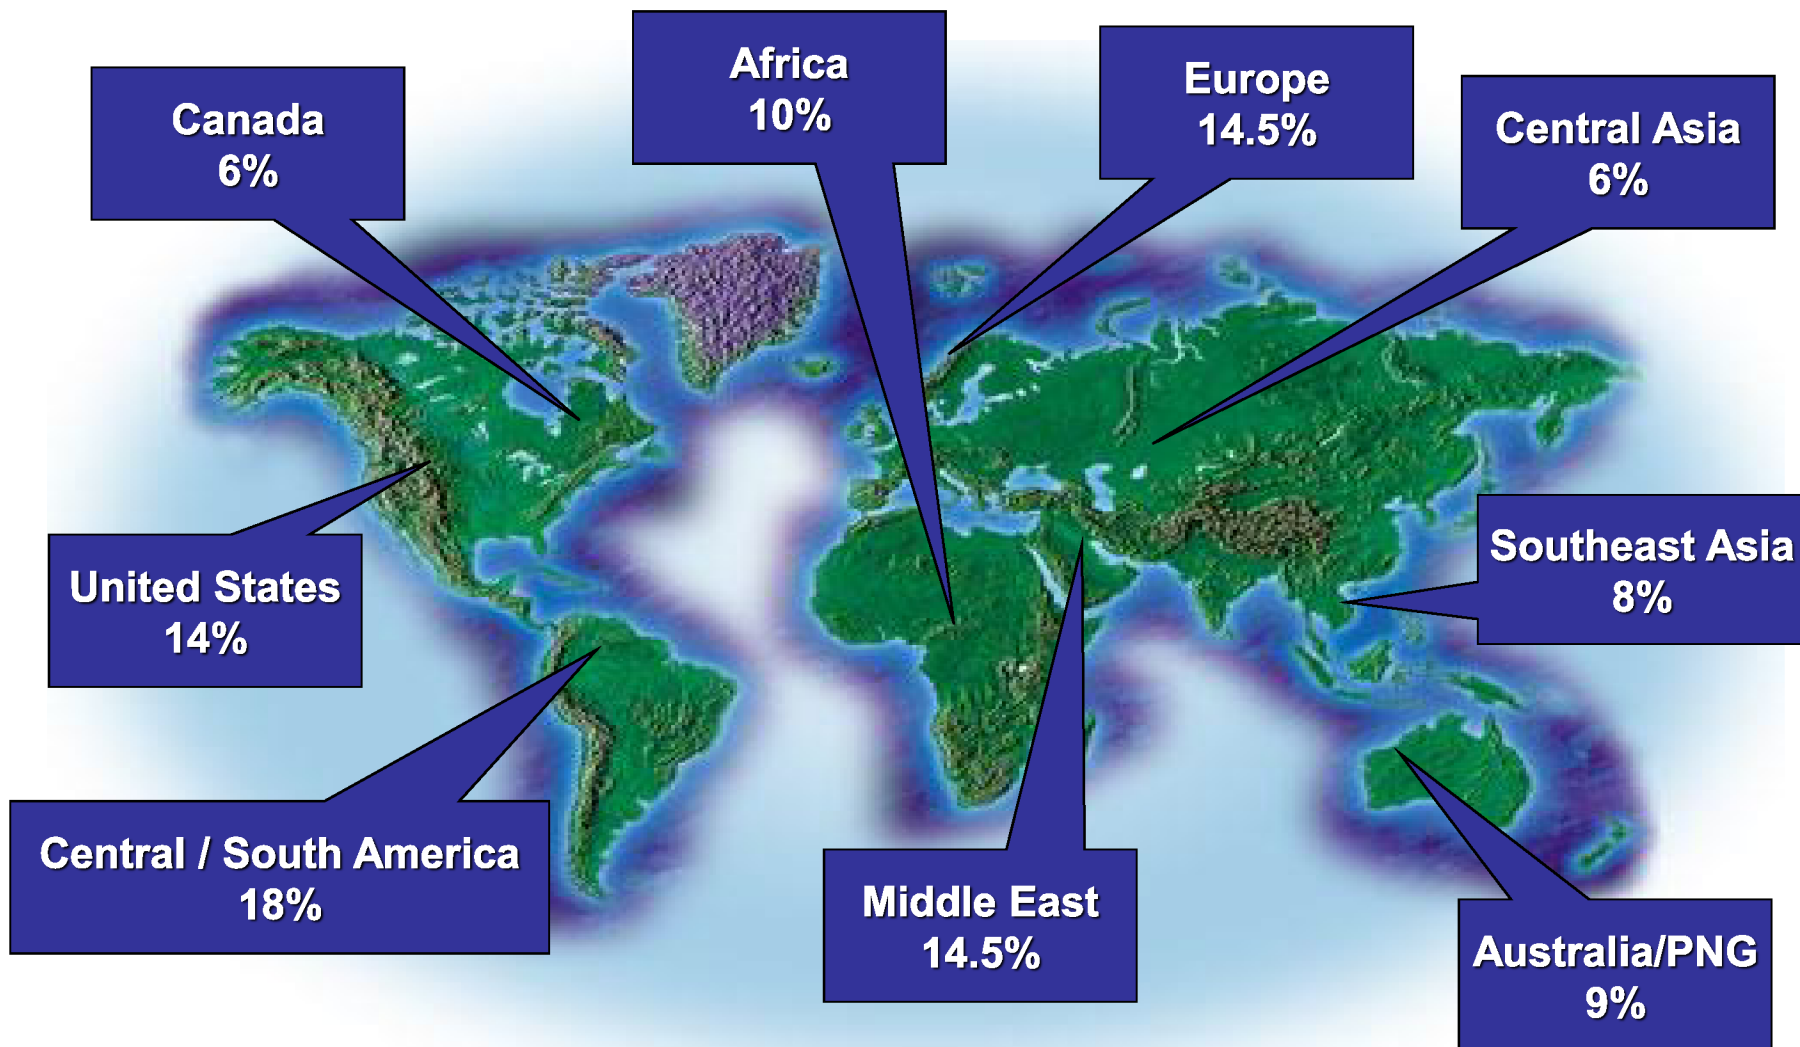 Canada
6%
Africa
10%
Europe
14.5%
Central Asia
6%
United States
14%
Southeast Asia
8%
Central / South America
18%
Middle East
14.5%
Australia/PNG
9%